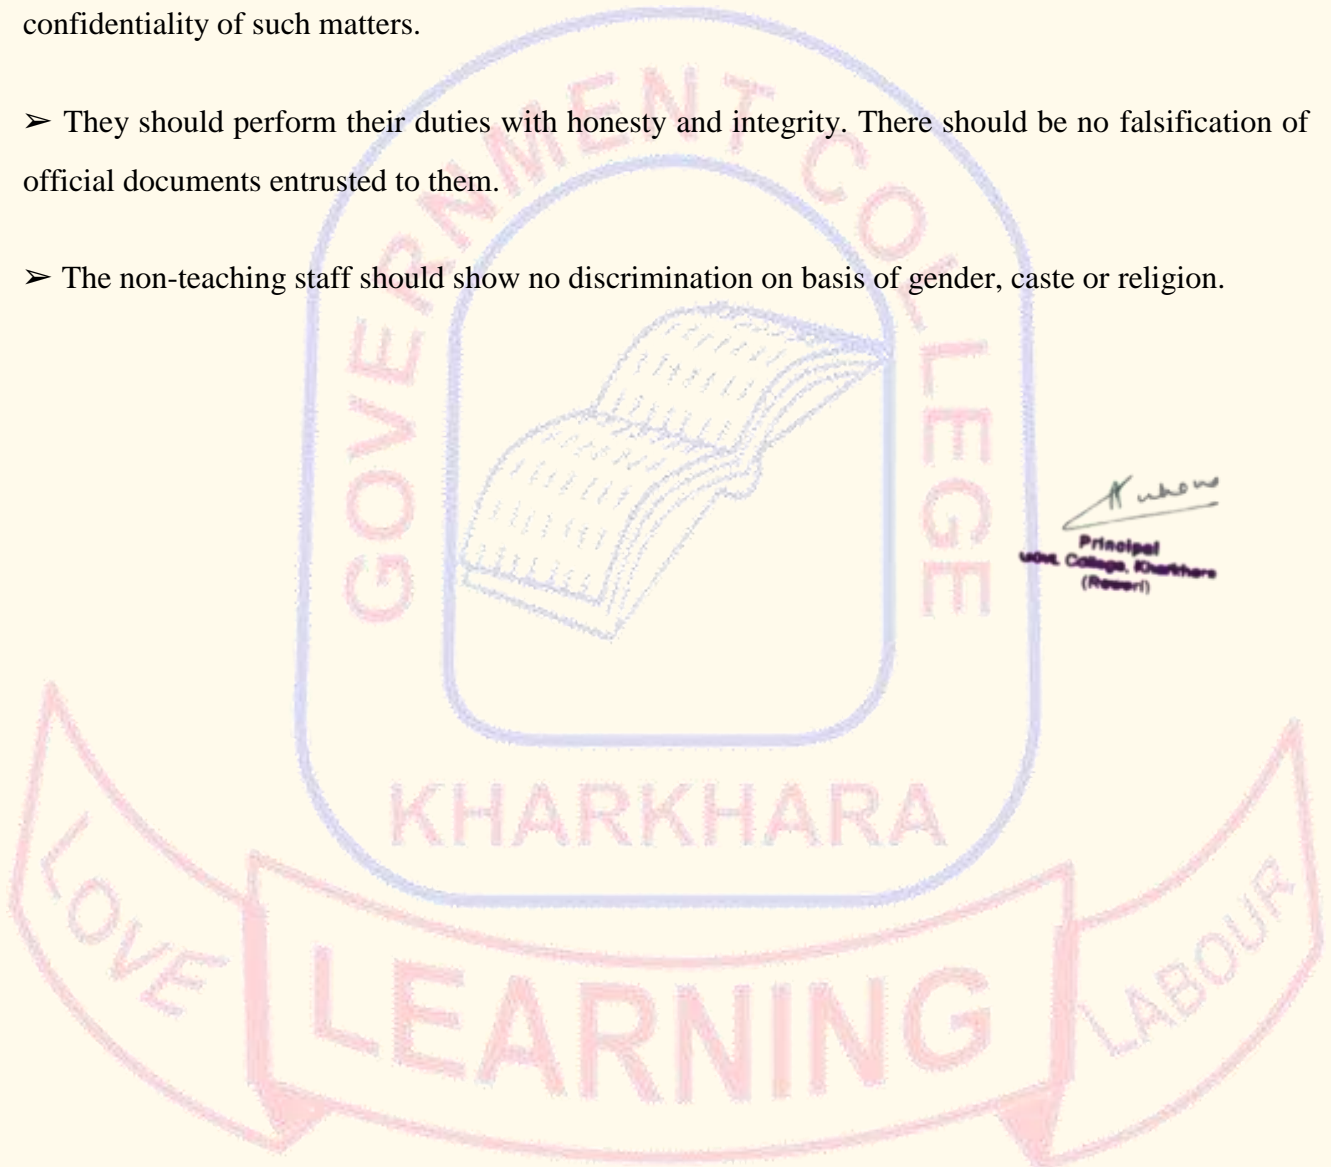 confidentiality of such matters.
➢ They should perform their duties with honesty and integrity. There should be no falsification of
official documents entrusted to them.
➢ The non-teaching staff should show no discrimination on basis of gender, caste or religion.
GOVERNMENT COLLEGE
Principal
Govt. College, Kharkhara
(Rewari)
KHARKHARA
LOVE
LEARNING
LABOUR